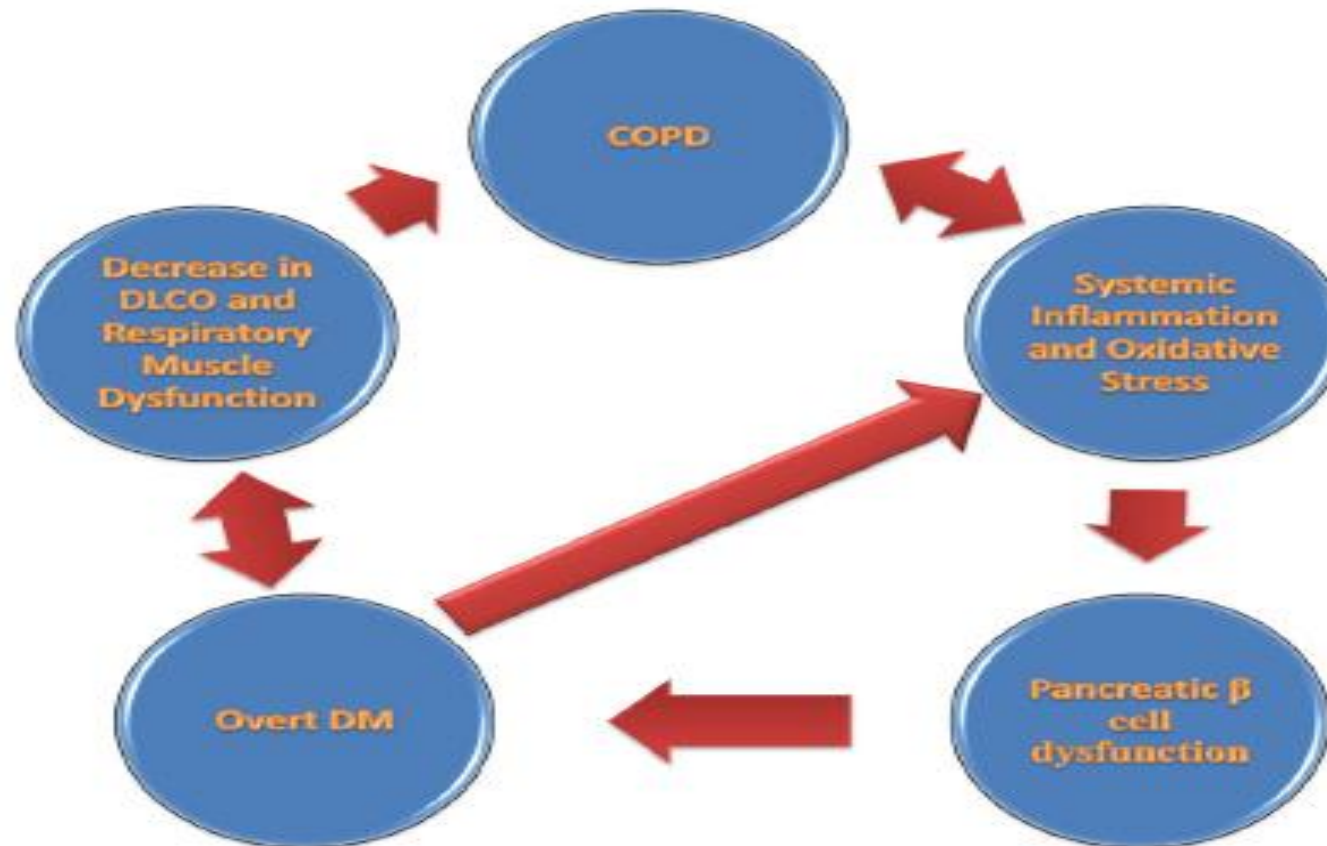 COPD
Decrease in
DLCO and
Respiratory
Muscle
Dysfunction
Systemic
Inflammation
and Oxidative
Stress
Overt DM
Pancreatic β
cell
dysfunction